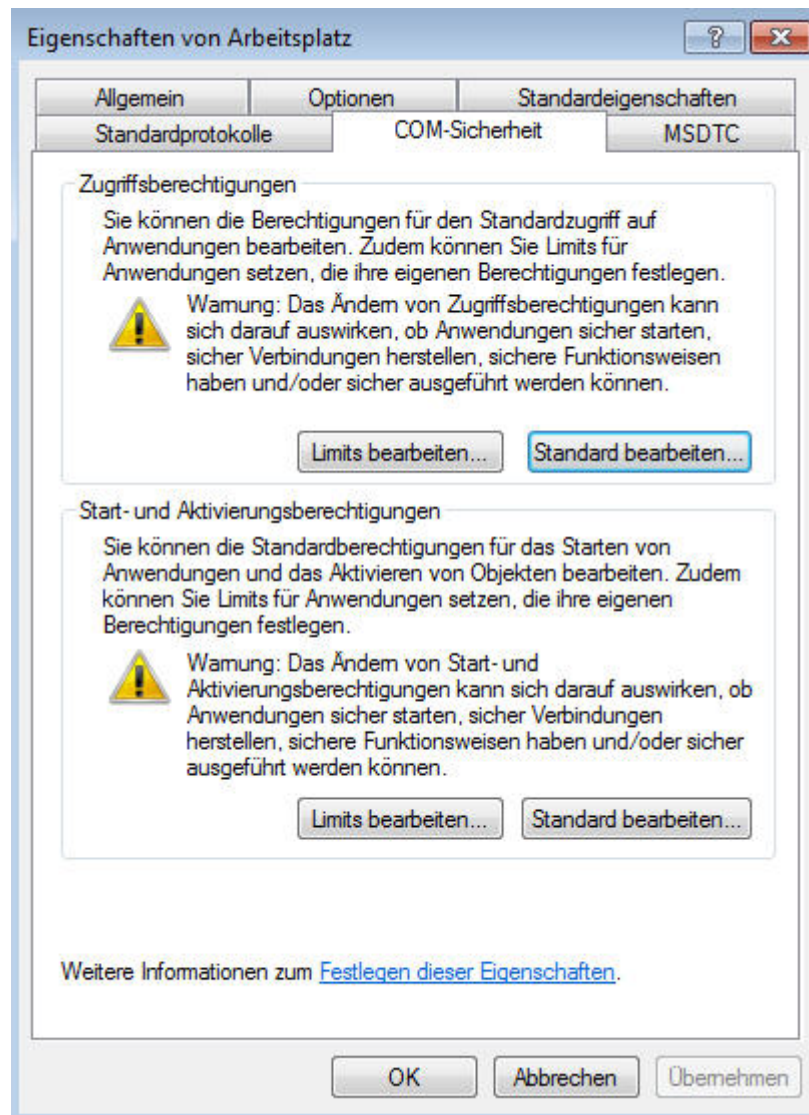 Eigenschaften von Arbeitsplatz
Allgemein
Optionen
Standardeigenschaften
Standardprotokolle
COM-Sicherheit
MSDTC
Zugriffsberechtigungen
Sie können die Berechtigungen für den Standardzugriff auf
Anwendungen bearbeiten. Zudem können Sie Limits für
Anwendungen setzen, die ihre eigenen Berechtigungen festlegen.
Warnung: Das Ändern von Zugriffsberechtigungen kann
sich darauf auswirken, ob Anwendungen sicher starten,
sicher Verbindungen herstellen, sichere Funktionsweisen
haben und/oder sicher ausgeführt werden können.
Limits bearbeiten...
Standard bearbeiten...
Start- und Aktivierungsberechtigungen
Sie können die Standardberechtigungen für das Starten von
Anwendungen und das Aktivieren von Objekten bearbeiten. Zudem
können Sie Limits für Anwendungen setzen, die ihre eigenen
Berechtigungen festlegen.
Warnung: Das Ändern von Start- und
Aktivierungsberechtigungen kann sich darauf auswirken, ob
Anwendungen sicher starten, sicher Verbindungen
herstellen, sichere Funktionsweisen haben und/oder sicher
ausgeführt werden können.
Limits bearbeiten...
Standard bearbeiten...
Weitere Informationen zum Festlegen dieser Eigenschaften.
OK
Abbrechen
Übernehmen